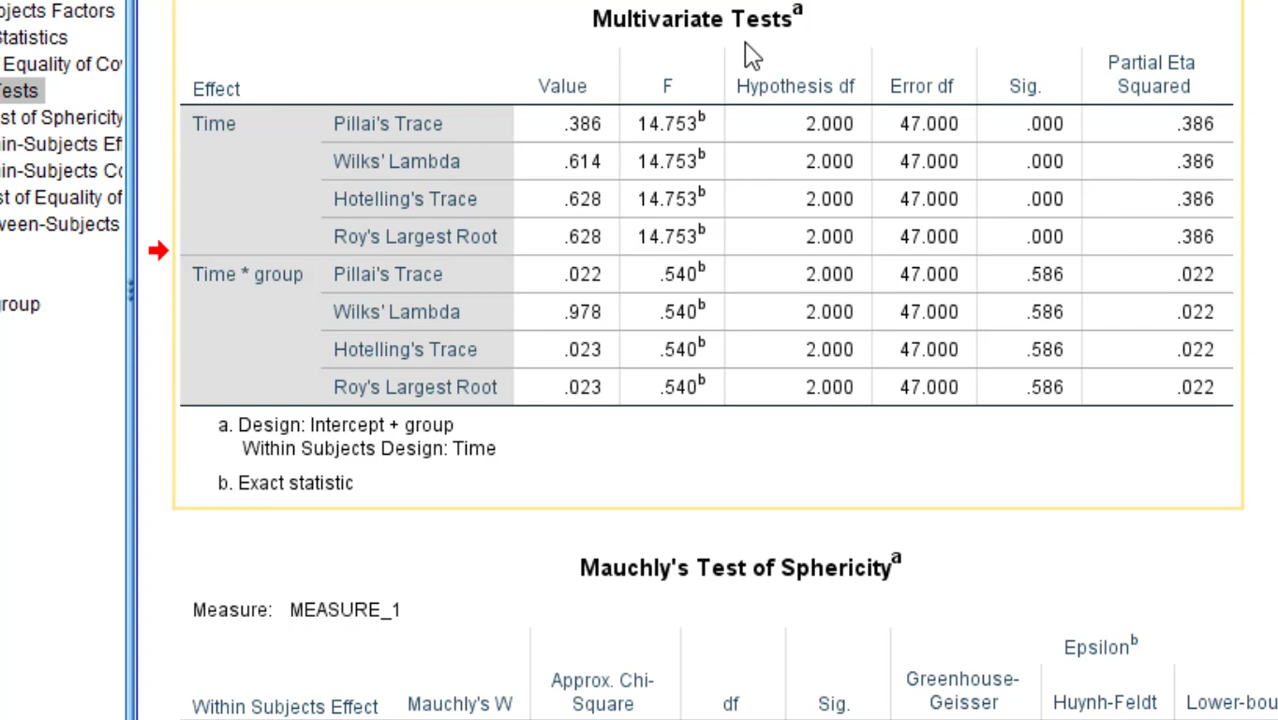 bjects Factors
Statistics
Equality of Cov
Tests
st of Sphericity
in-Subjects Ef
in-Subjects Co
st of Equality of
ween-Subjects
roup
Multivariate Tests^a
Effect Value F Hypothesis df Error df Sig. Partial Eta Squared
Time Pillai's Trace .386 14.753^b 2.000 47.000 .000 .386
Wilks' Lambda .614 14.753^b 2.000 47.000 .000 .386
Hotelling's Trace .628 14.753^b 2.000 47.000 .000 .386
Roy's Largest Root .628 14.753^b 2.000 47.000 .000 .386
Time * group Pillai's Trace .022 .540^b 2.000 47.000 .586 .022
Wilks' Lambda .978 .540^b 2.000 47.000 .586 .022
Hotelling's Trace .023 .540^b 2.000 47.000 .586 .022
Roy's Largest Root .023 .540^b 2.000 47.000 .586 .022
a. Design: Intercept + group
Within Subjects Design: Time
b. Exact statistic
Mauchly's Test of Sphericity^a
Measure: MEASURE_1
Epsilon^b
Within Subjects Effect Mauchly's W Approx. Chi-Square df Sig. Greenhouse-Geisser Huynh-Feldt Lower-bou